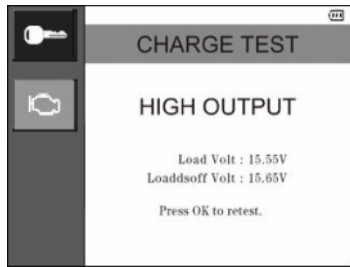 CHARGE TEST
HIGH OUTPUT
Load Volt : 15.55V
Loaddsoff Volt : 15.65V
Press OK to retest.